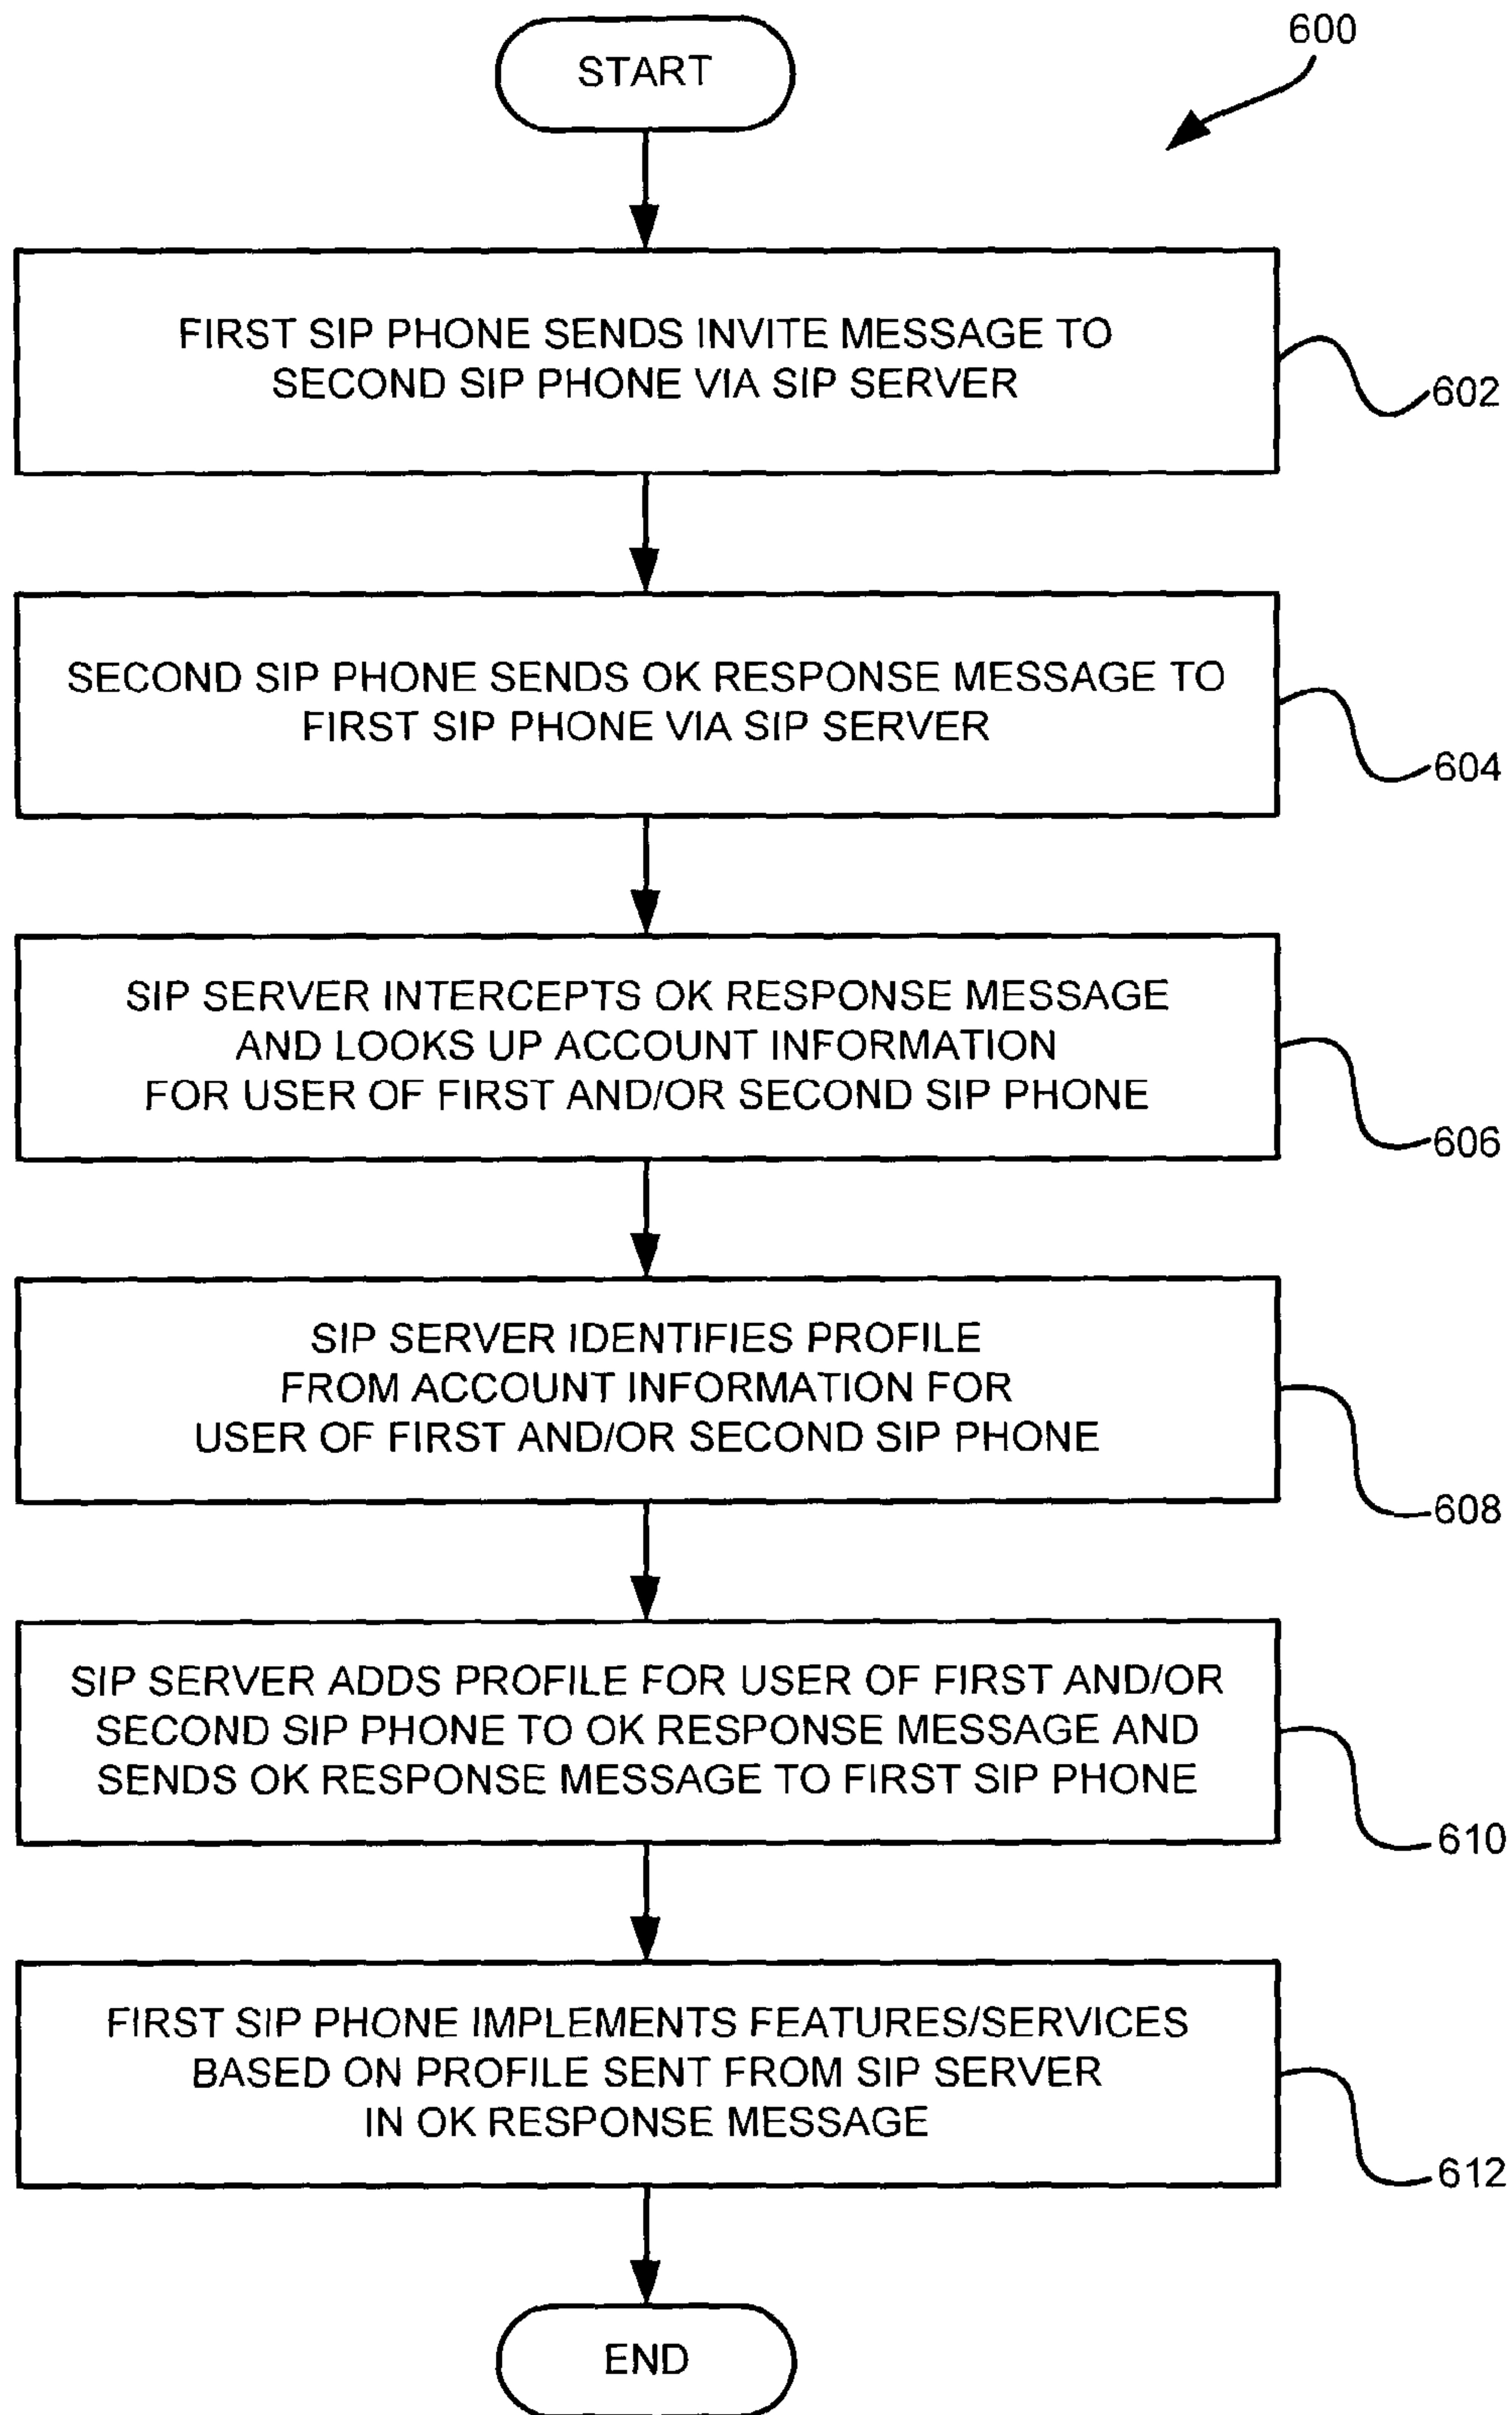 600
START
FIRST SIP PHONE SENDS INVITE MESSAGE TO
SECOND SIP PHONE VIA SIP SERVER
602
SECOND SIP PHONE SENDS OK RESPONSE MESSAGE TO
FIRST SIP PHONE VIA SIP SERVER
604
SIP SERVER INTERCEPTS OK RESPONSE MESSAGE
AND LOOKS UP ACCOUNT INFORMATION
FOR USER OF FIRST AND/OR SECOND SIP PHONE
606
SIP SERVER IDENTIFIES PROFILE
FROM ACCOUNT INFORMATION FOR
USER OF FIRST AND/OR SECOND SIP PHONE
608
SIP SERVER ADDS PROFILE FOR USER OF FIRST AND/OR
SECOND SIP PHONE TO OK RESPONSE MESSAGE AND
SENDS OK RESPONSE MESSAGE TO FIRST SIP PHONE
610
FIRST SIP PHONE IMPLEMENTS FEATURES/SERVICES
BASED ON PROFILE SENT FROM SIP SERVER
IN OK RESPONSE MESSAGE
612
END